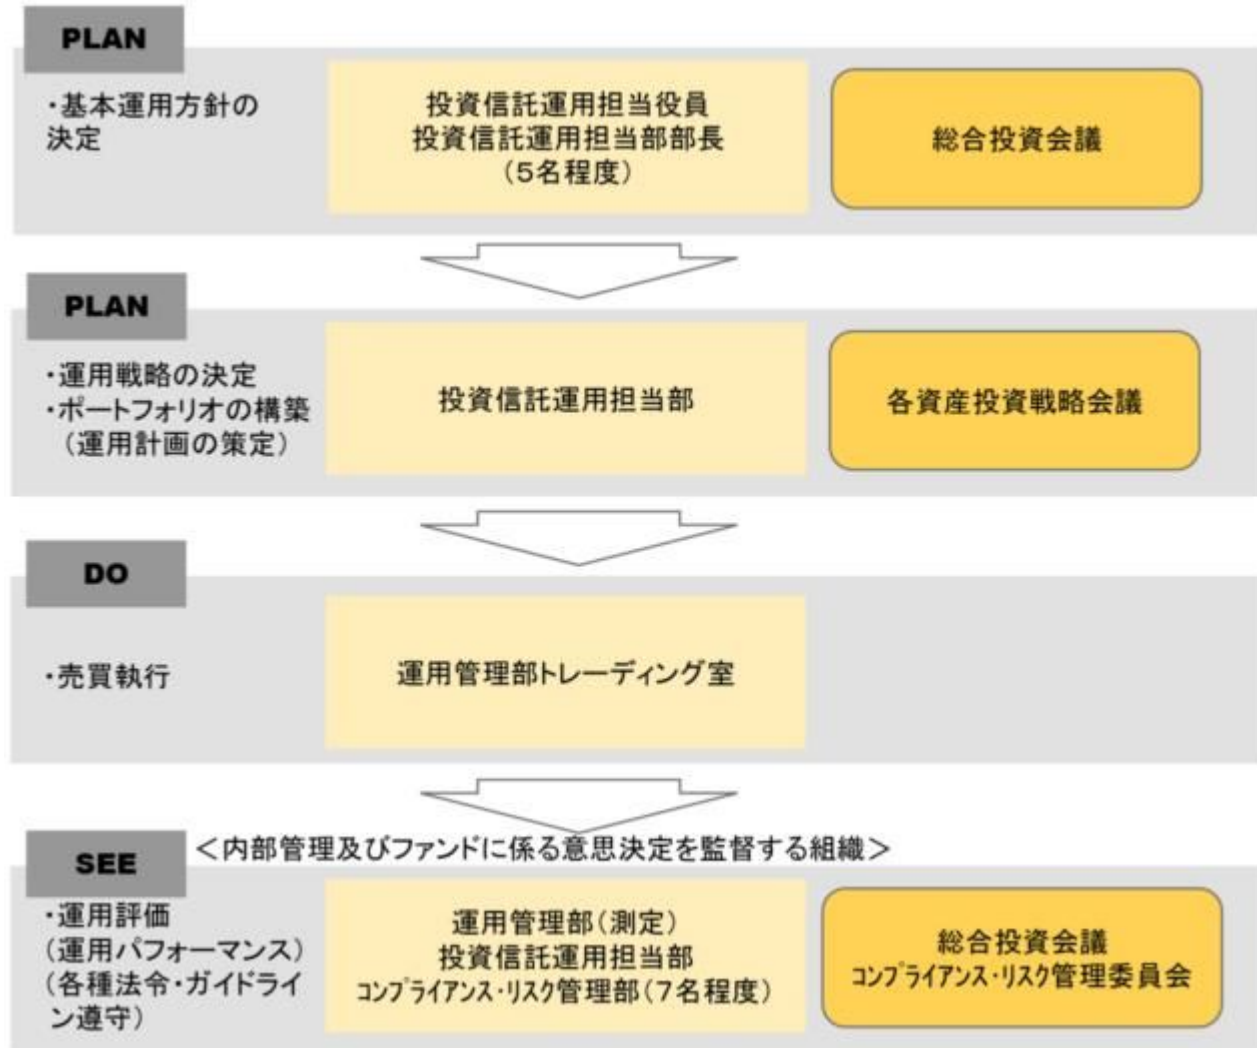 PLAN
・基本運用方針の
決定
投資信託運用担当役員
投資信託運用担当部部長
（5名程度）
総合投資会議
PLAN
・運用戦略の決定
・ポートフォリオの構築
（運用計画の策定）
投資信託運用担当部
各資産投資戦略会議
DO
・売買執行
運用管理部トレーディング室
SEE
＜内部管理及びファンドに係る意思決定を監督する組織＞
・運用評価
（運用パフォーマンス）
（各種法令・ガイドライ
ン遵守）
運用管理部（測定）
投資信託運用担当部
ｺﾝﾌﾟﾗｲｱﾝｽ・ﾘｽｸ管理部（7名程度）
総合投資会議
ｺﾝﾌﾟﾗｲｱﾝｽ・ﾘｽｸ管理委員会